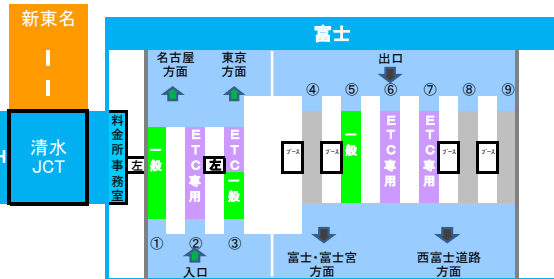 新東名
富士
名古屋
方面
東京
方面
出口
④
⑤
⑥
⑦
⑧
⑨
H
清水
JCT
料金所事務室
左
一般
ETC専用
左
ETC
一般
ブース
ブース
一般
ETC専用
ETC専用
ブース
ブース
①
②
③
入口
富士・富士宮
方面
西富士道路
方面